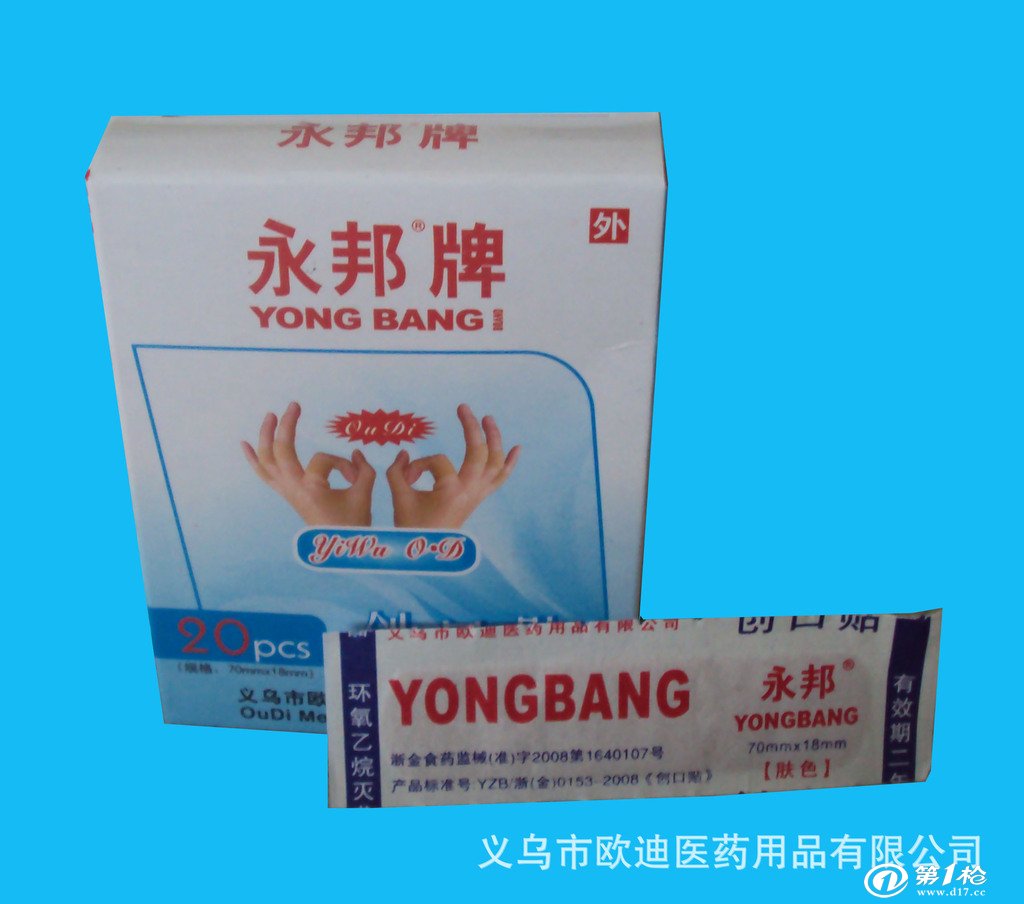 永邦牌
外
永邦®牌
YONG BANG BRAND
OuDi
YiWu O·D
20pcs
(规格：70mmx18mm)
义乌市欧
OuDi Me
义乌市欧迪医药用品有限公司
创口贴
环氧乙烷灭
YONGBANG
永邦®
YONGBANG
70mmx18mm
【肤色】
浙金食药监械(准)字2008第1640107号
产品标准号:YZB/浙(金)0153-2008《创口贴》
有效期二年
义乌市欧迪医药用品有限公司
第1枪
www.d17.cc